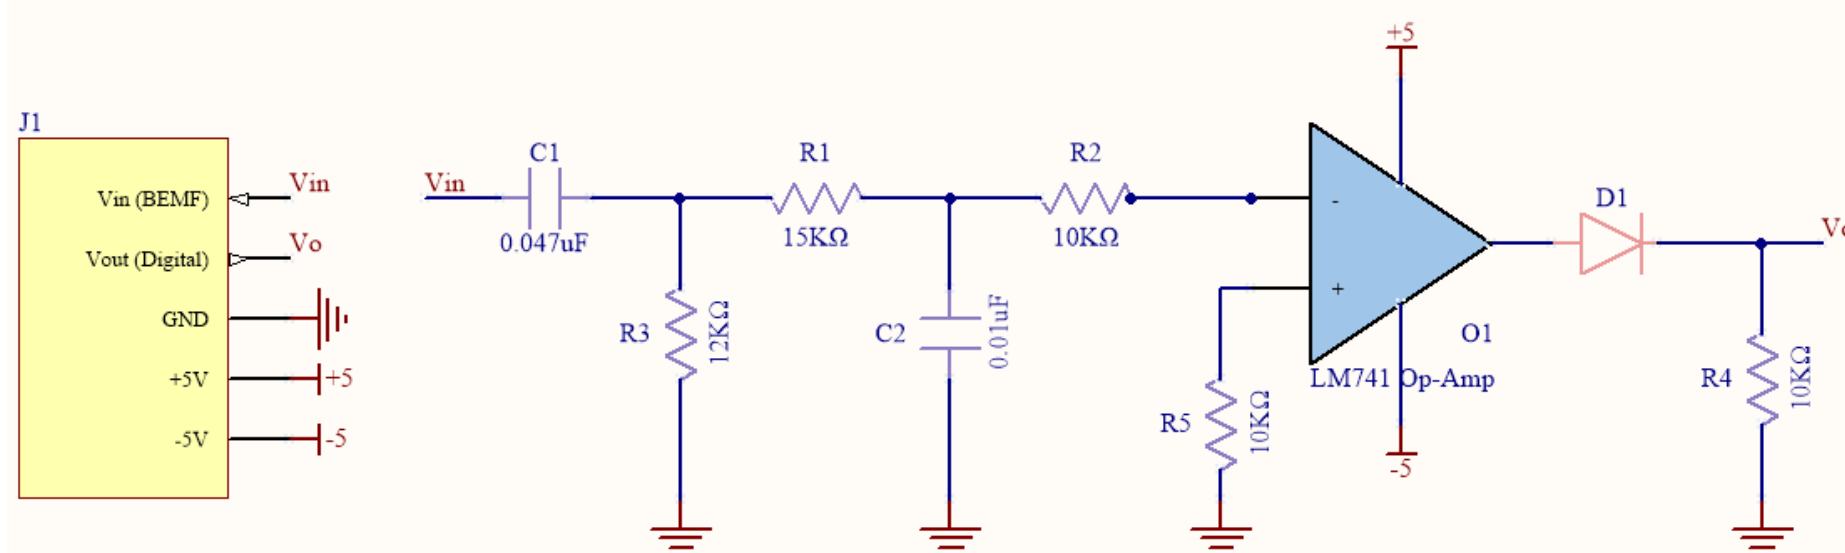 J1
Vin (BEMF)
Vin
Vout (Digital)
Vo
GND
+5V
+5
-5V
-5
Vin
C1
0.047uF
R3
12KΩ
R1
15KΩ
C2
0.01uF
R2
10KΩ
R5
10KΩ
-
+
+5
-5
O1
LM741 Op-Amp
D1
R4
10KΩ